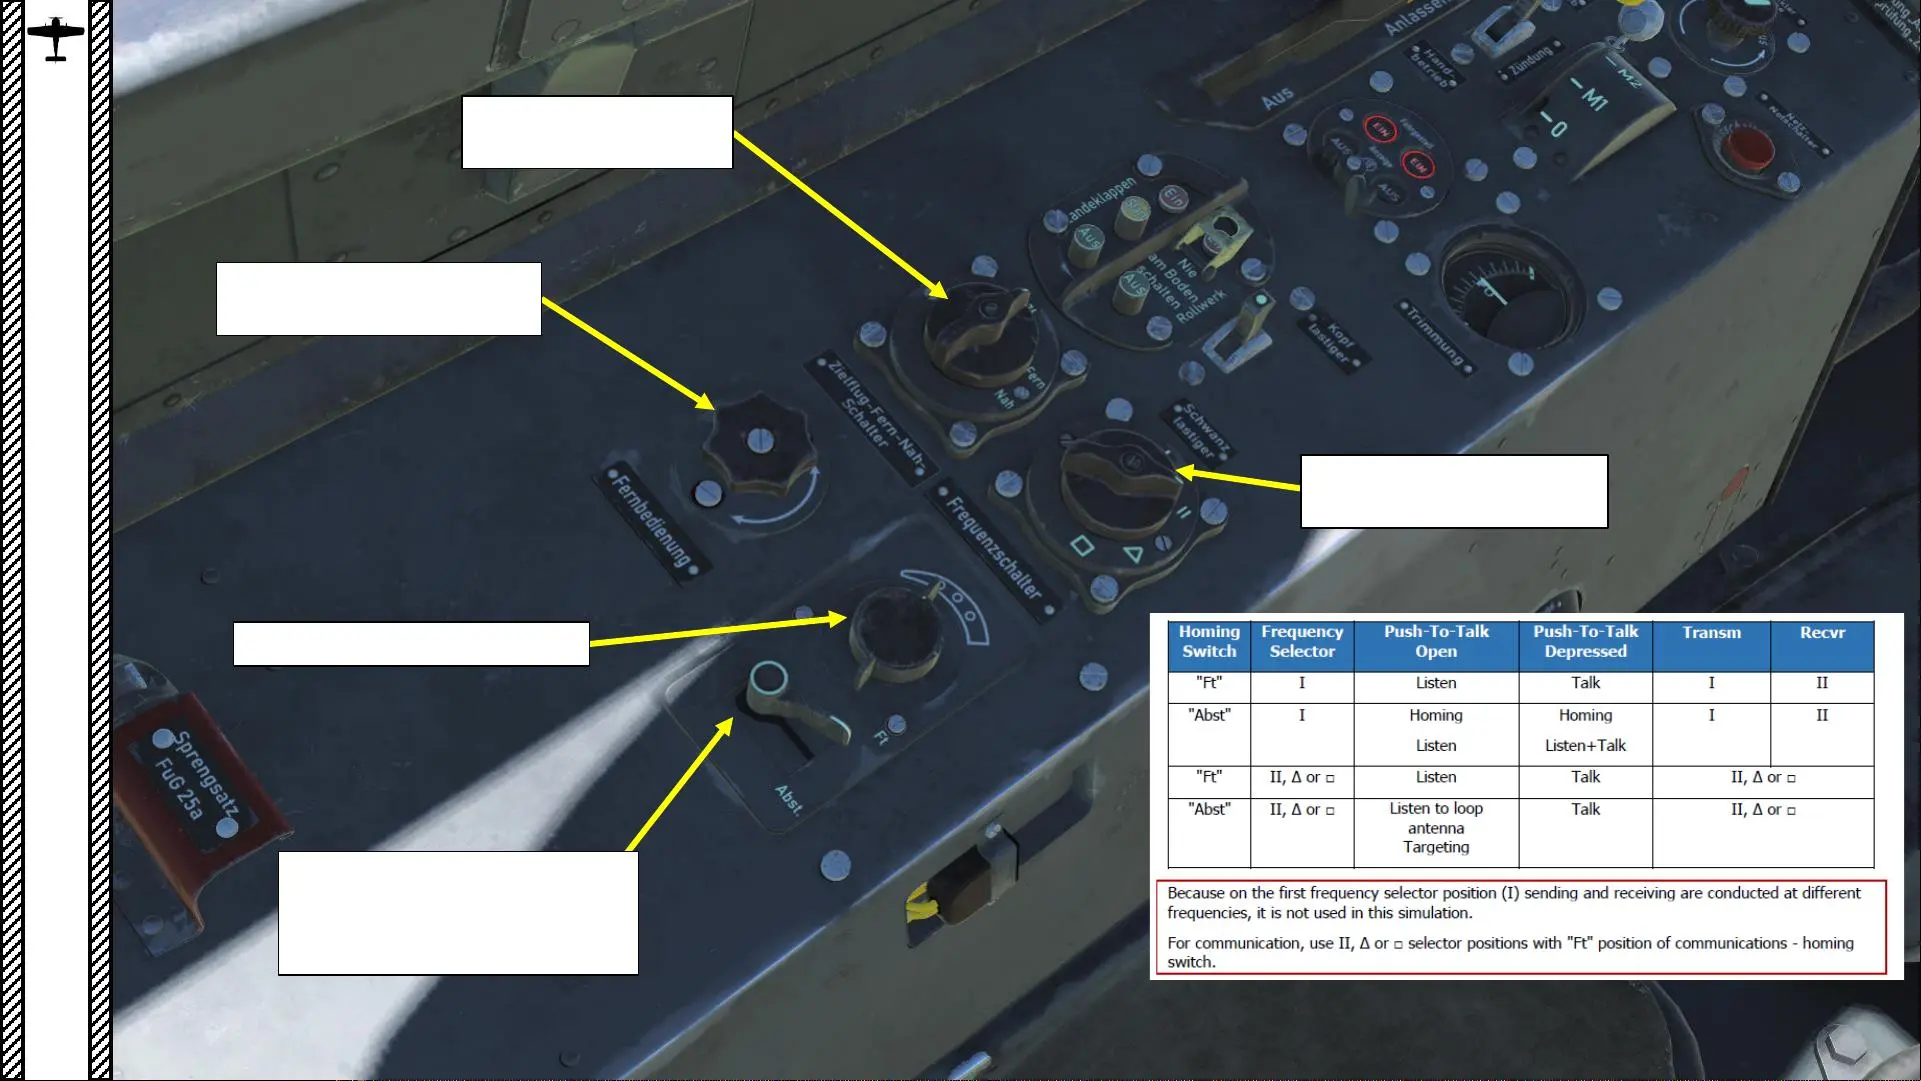 Anlassen
Aus
Hand-
betrieb
Zündung
M2
M1
0
EIN
EIN
AUS
AUS
Netz-
Notschalter
Landeklappen
Ein
Aus
Aus
Nie
am Boden
schalten
Rollwerk
Kopf
lastiger
Trimmung
0
Fern
Nah
Zielflug-Fern-Nah-
Schalter
Schwanz
lastiger
II
□ Δ
Frequenzschalter
Fernbedienung
Ft
Abst.
Sprengsatz
FuG 25a
Homing Switch | Frequency Selector | Push-To-Talk Open | Push-To-Talk Depressed | Transm | Recvr
"Ft" | I | Listen | Talk | I | II
"Abst" | I | Homing Listen | Homing Listen+Talk | I | II
"Ft" | II, Δ or □ | Listen | Talk | II, Δ or □
"Abst" | II, Δ or □ | Listen to loop antenna Targeting | Talk | II, Δ or □
Because on the first frequency selector position (I) sending and receiving are conducted at different
frequencies, it is not used in this simulation.
For communication, use II, Δ or □ selector positions with "Ft" position of communications - homing
switch.